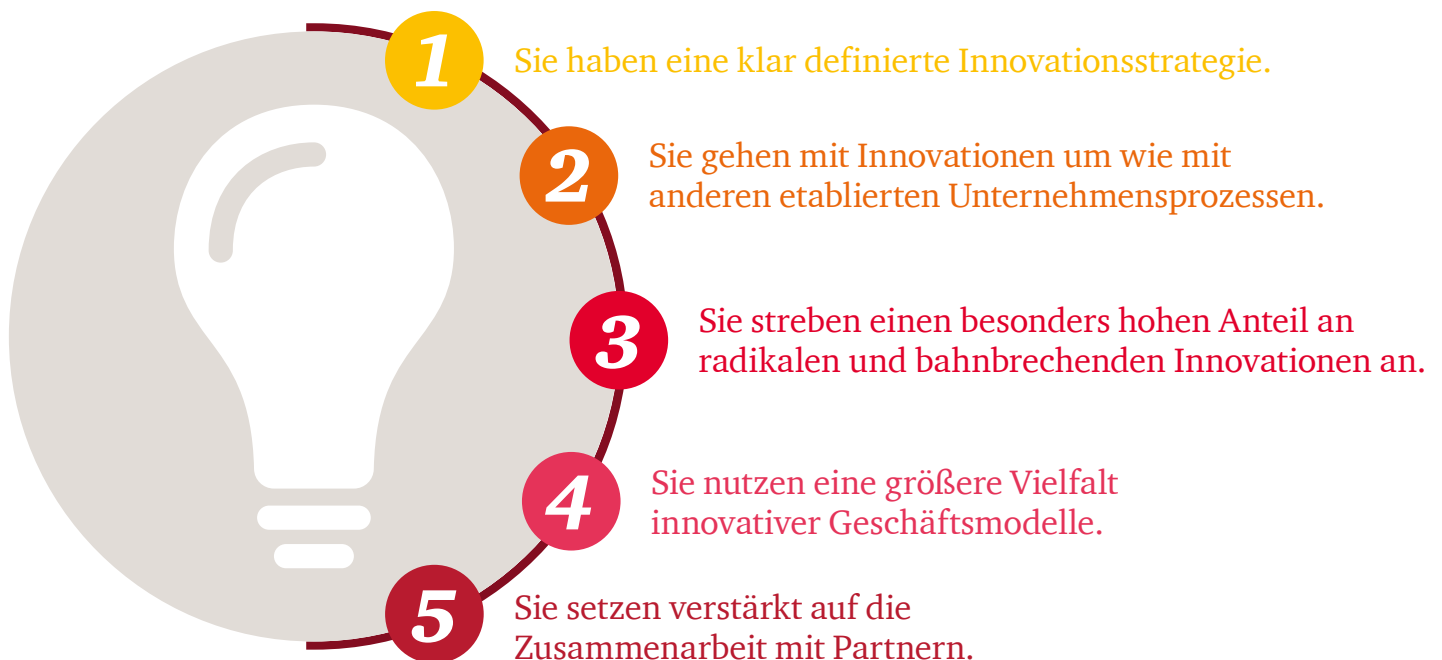 1 Sie haben eine klar definierte Innovationsstrategie.
2 Sie gehen mit Innovationen um wie mit
anderen etablierten Unternehmensprozessen.
3 Sie streben einen besonders hohen Anteil an
radikalen und bahnbrechenden Innovationen an.
4 Sie nutzen eine größere Vielfalt
innovativer Geschäftsmodelle.
5 Sie setzen verstärkt auf die
Zusammenarbeit mit Partnern.